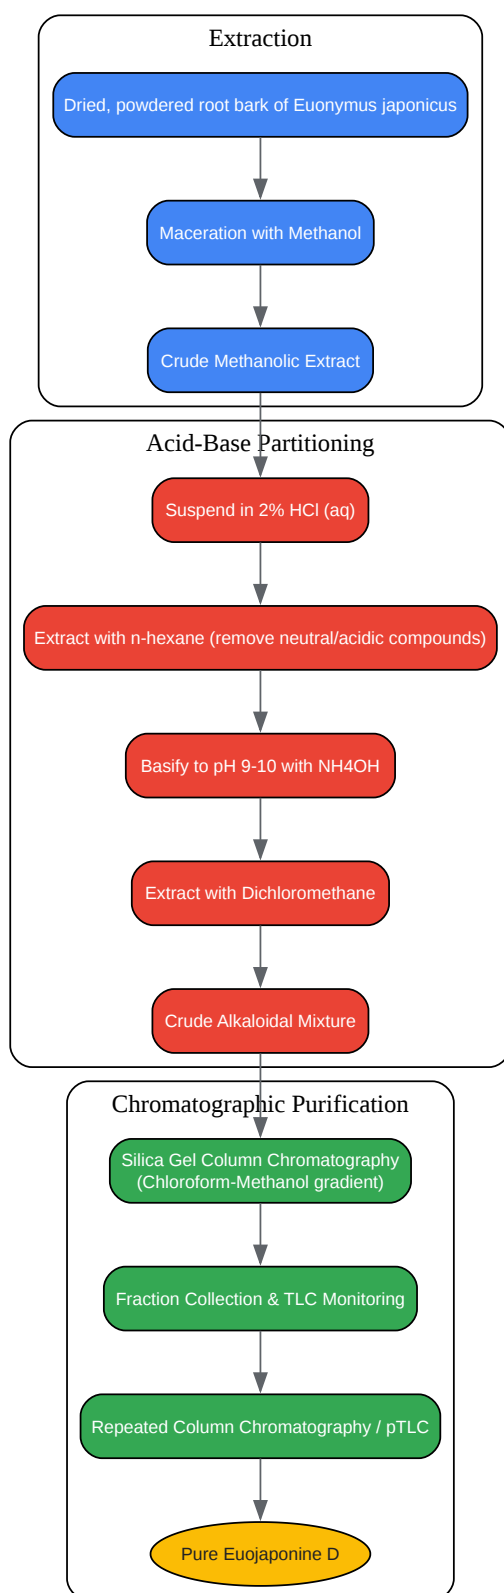 Extraction
Dried, powdered root bark of Euonymus japonicus
Maceration with Methanol
Crude Methanolic Extract
Acid-Base Partitioning
Suspend in 2% HCl (aq)
Extract with n-hexane (remove neutral/acidic compounds)
Basify to pH 9-10 with NH4OH
Extract with Dichloromethane
Crude Alkaloidal Mixture
Chromatographic Purification
Silica Gel Column Chromatography
(Chloroform-Methanol gradient)
Fraction Collection & TLC Monitoring
Repeated Column Chromatography / pTLC
Pure Euojaponine D